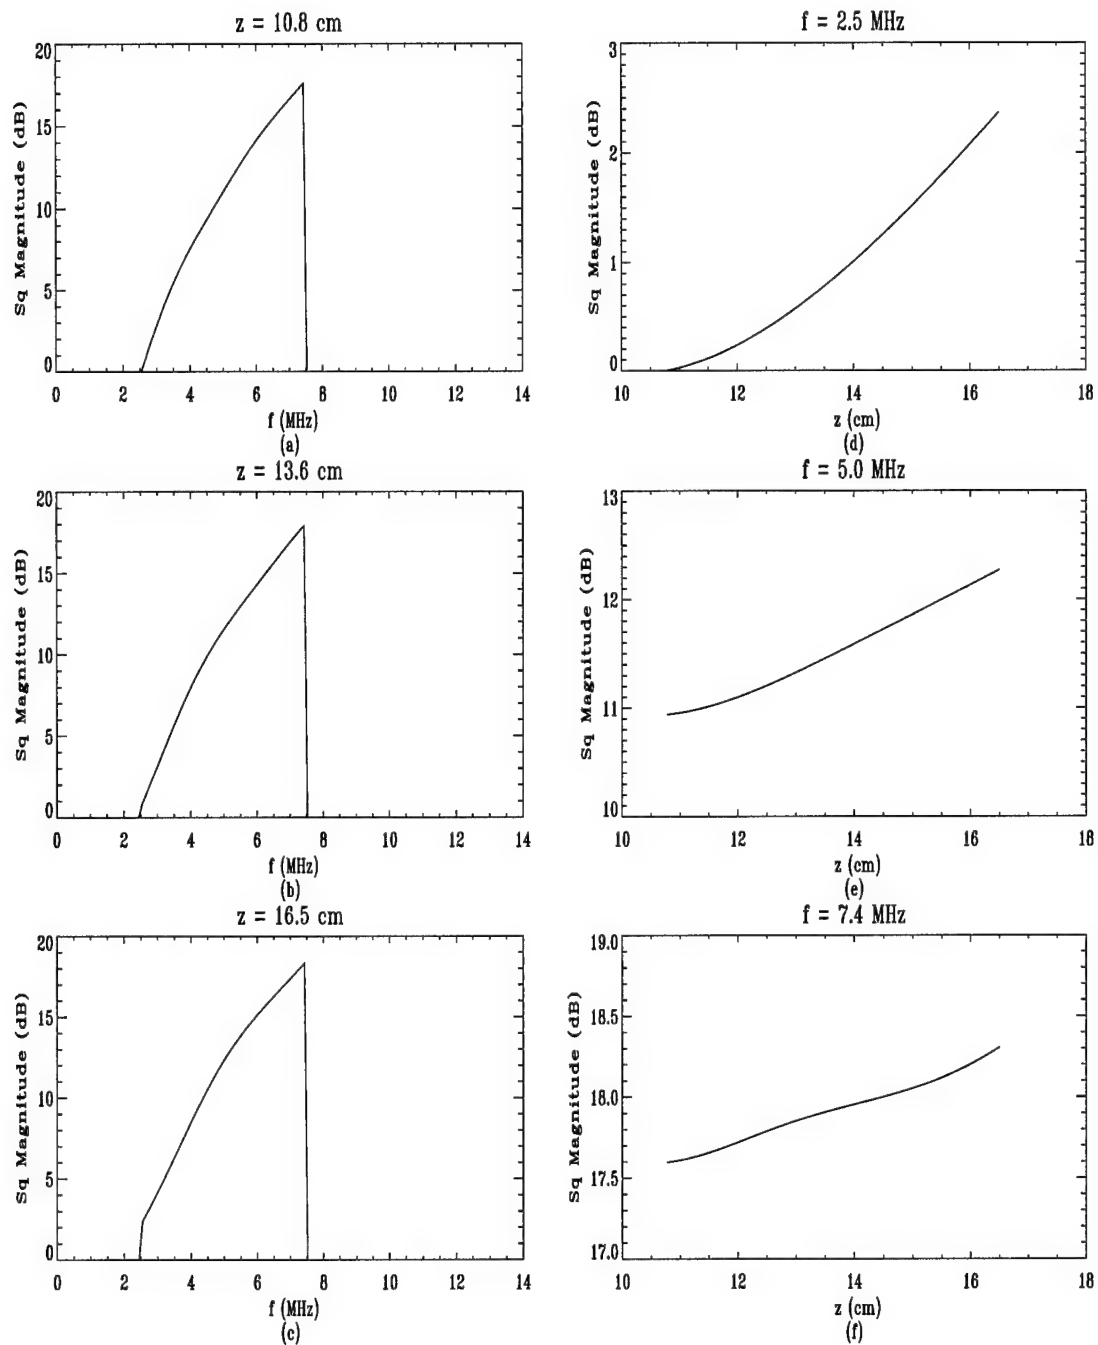 z = 10.8 cm
Sq Magnitude (dB)
20
15
10
5
0
0 2 4 6 8 10 12 14
f (MHz)
(a)
f = 2.5 MHz
Sq Magnitude (dB)
3
2
1
0
10 12 14 16 18
z (cm)
(d)
z = 13.6 cm
Sq Magnitude (dB)
20
15
10
5
0
0 2 4 6 8 10 12 14
f (MHz)
(b)
f = 5.0 MHz
Sq Magnitude (dB)
13
12
11
10
10 12 14 16 18
z (cm)
(e)
z = 16.5 cm
Sq Magnitude (dB)
20
15
10
5
0
0 2 4 6 8 10 12 14
f (MHz)
(c)
f = 7.4 MHz
Sq Magnitude (dB)
19.0
18.5
18.0
17.5
17.0
10 12 14 16 18
z (cm)
(f)